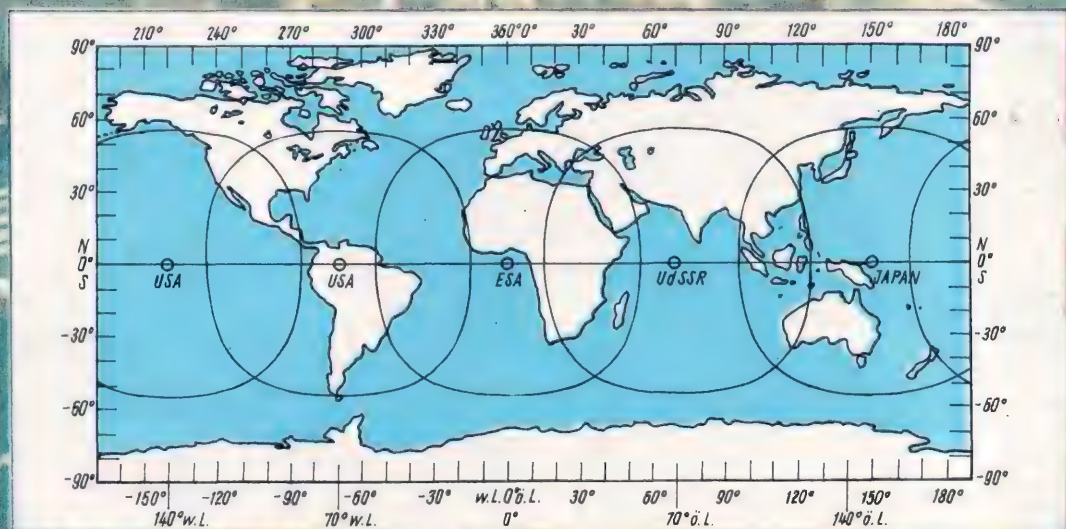 210° 240° 270° 300° 330° 360° 30 60° 90° 120° 150° 180°
90° 90°
60° 60°
30° 30°
N N
0° 0°
S S
USA USA ESA UdSSR JAPAN
-30° -30°
-60° -60°
-90° -90°
-150° -120° -90° -60° -30° w.L.0°ö.L. 30° 60° 90° 120° 150° 180°
140° w.L. 70° w.L. 0° 70° ö.L. 140° ö.L.